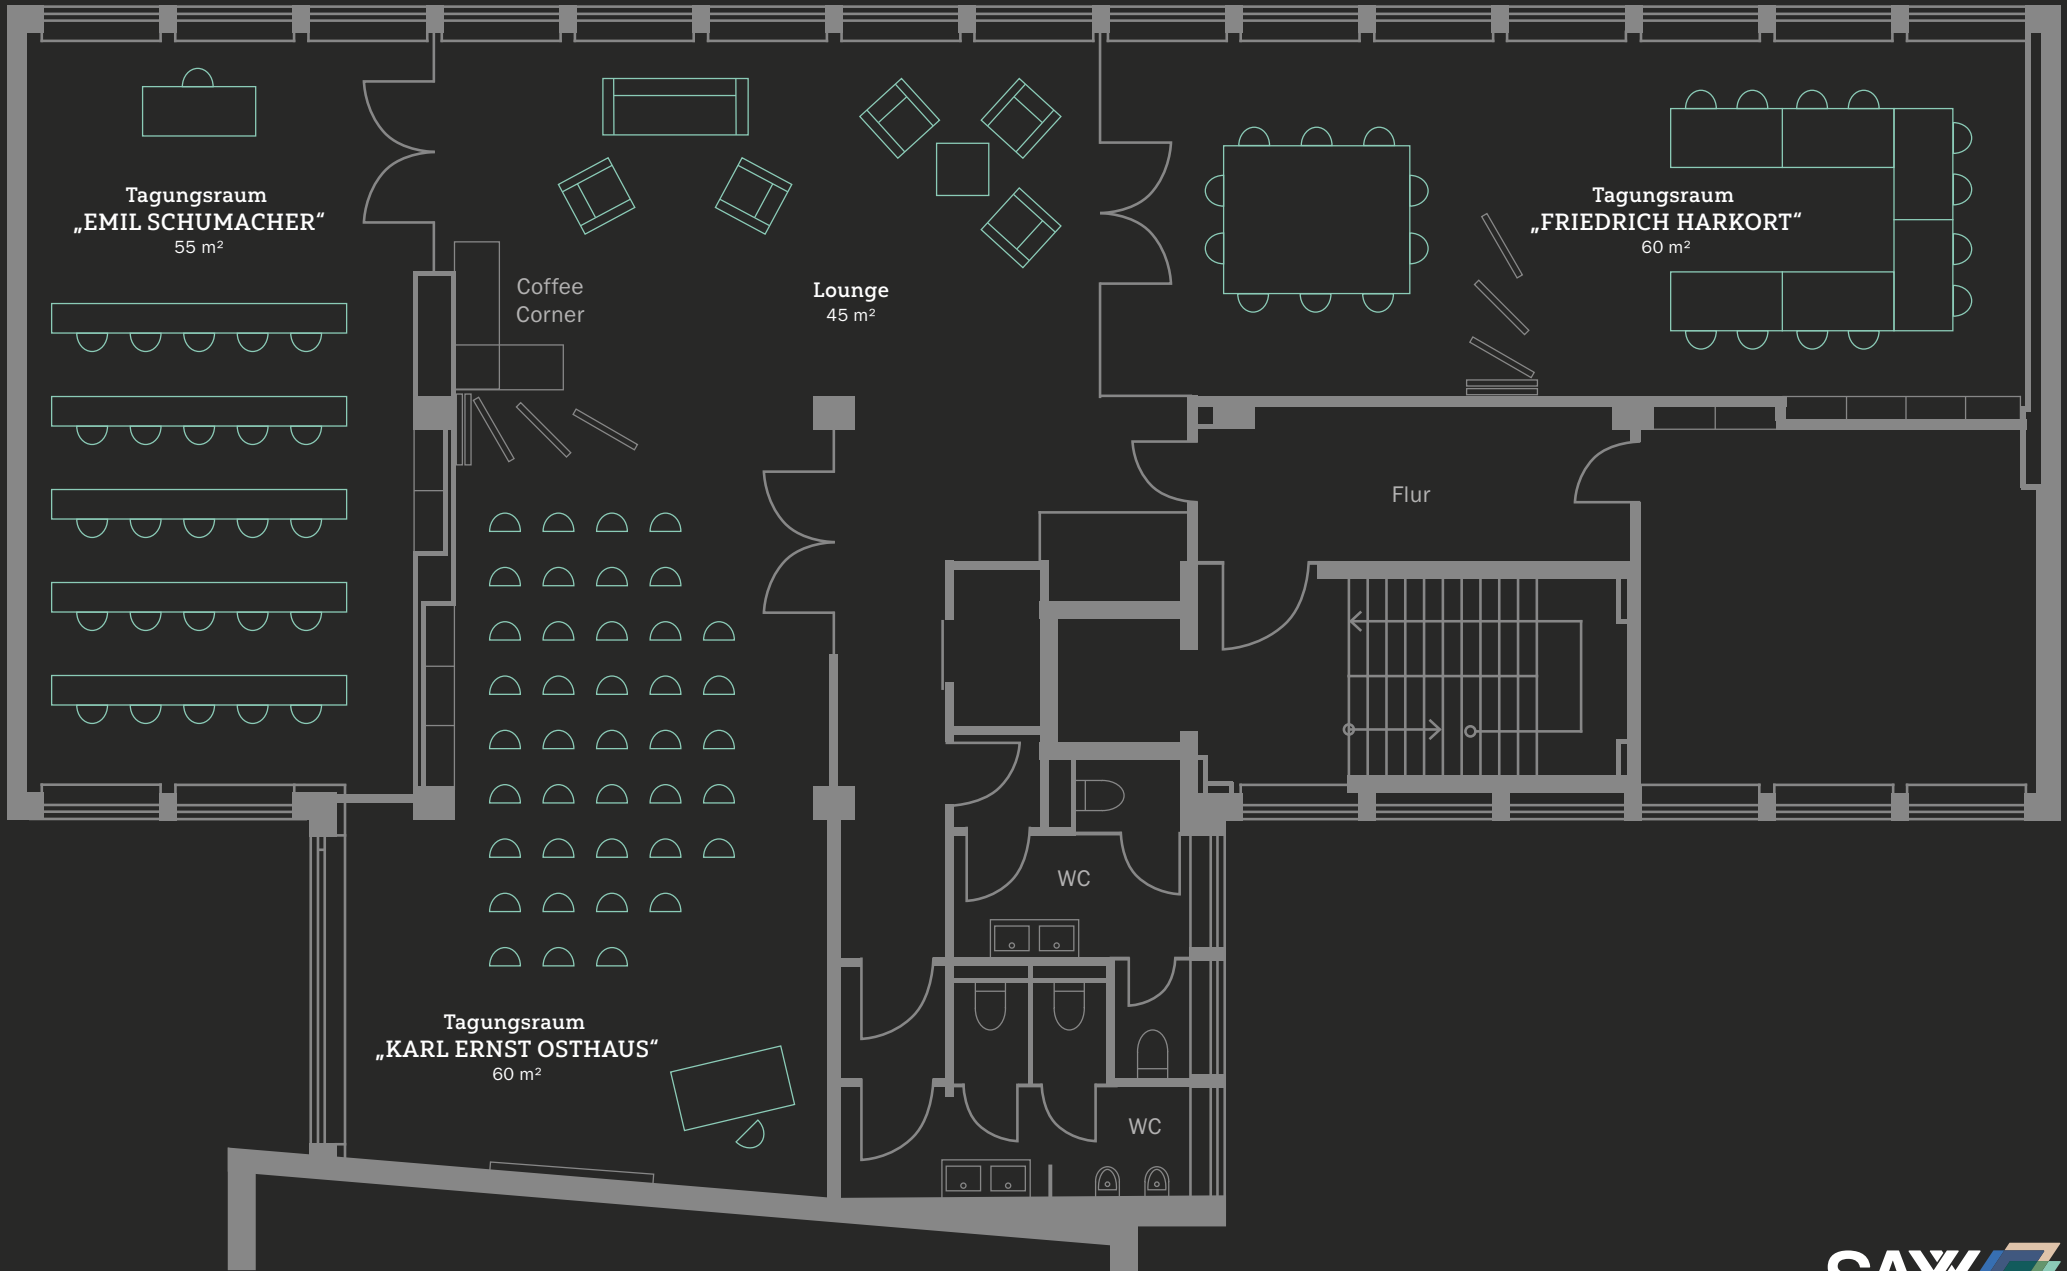 Tagungsraum
„EMIL SCHUMACHER“
55 m²
Coffee
Corner
Lounge
45 m²
Tagungsraum
„FRIEDRICH HARKORT“
60 m²
Flur
WC
Tagungsraum
„KARL ERNST OSTHAUS“
60 m²
WC